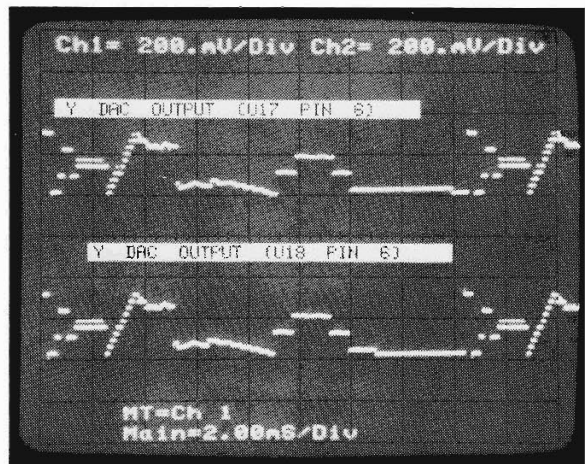 Ch1= 200.mV/Div Ch2= 200.mV/Div
Y DAC OUTPUT (U17 PIN 6)
Y DAC OUTPUT (U18 PIN 6)
MT=Ch 1
Main=2.00mS/Div